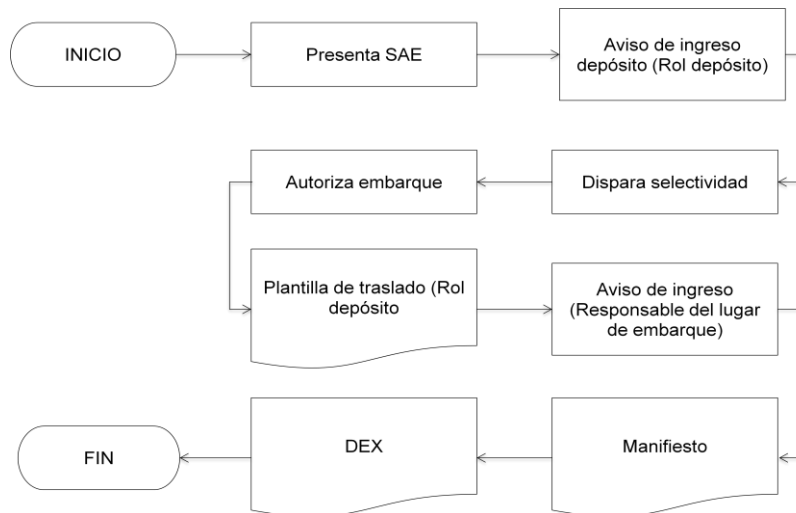 INICIO
Presenta SAE
Aviso de ingreso
depósito (Rol depósito)
Autoriza embarque
Dispara selectividad
Plantilla de traslado (Rol
depósito
Aviso de ingreso
(Responsable del lugar
de embarque)
FIN
DEX
Manifiesto